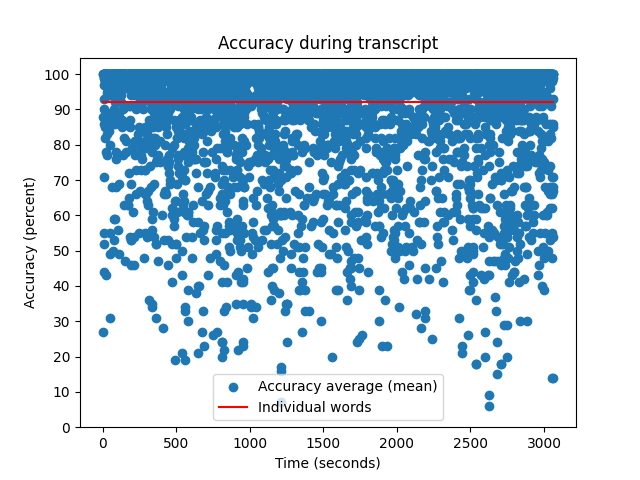 Accuracy during transcript
100
90
80
70
60
50
40
30
20
10
0
Accuracy (percent)
Accuracy average (mean)
Individual words
0 500 1000 1500 2000 2500 3000
Time (seconds)